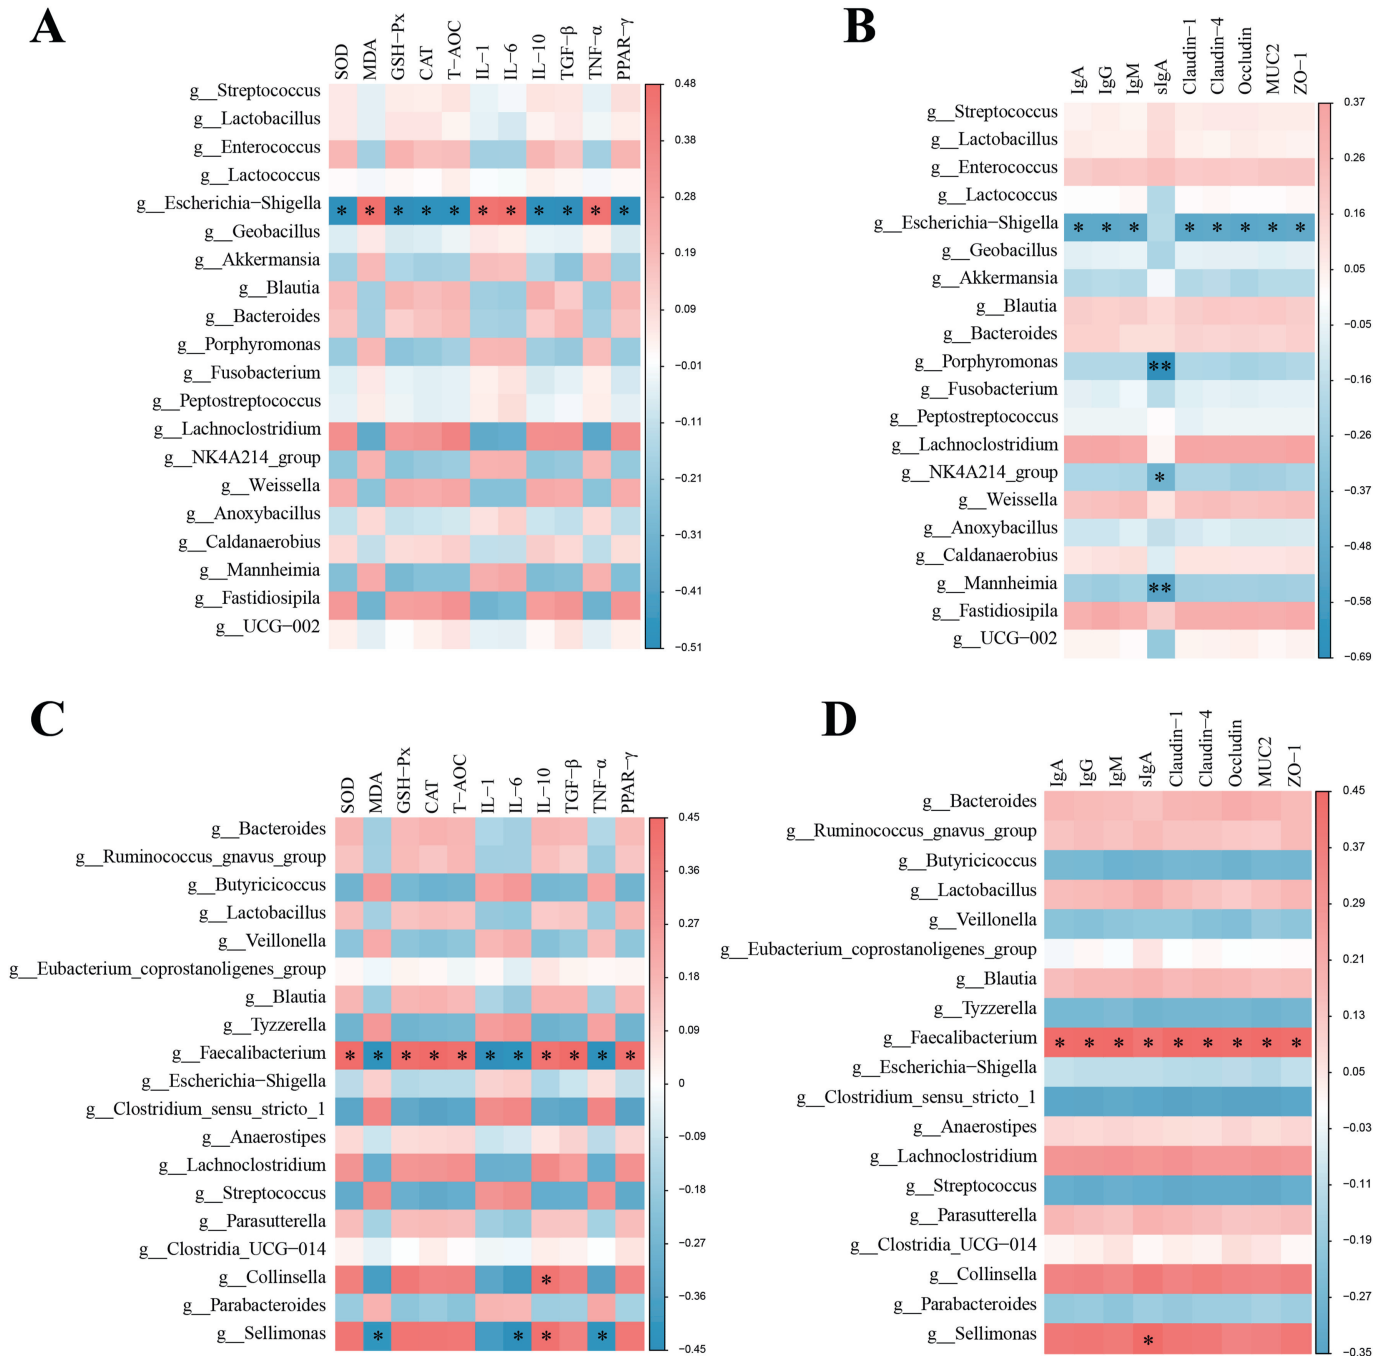 A
SOD
MDA
GSH-Px
CAT
T-AOC
IL-1
IL-6
IL-10
TGF-β
TNF-α
PPAR-γ
g__Streptococcus
g__Lactobacillus
g__Enterococcus
g__Lactococcus
g__Escherichia-Shigella
* * * * * * * * * * *
g__Geobacillus
g__Akkermansia
g__Blautia
g__Bacteroides
g__Porphyromonas
g__Fusobacterium
g__Peptostreptococcus
g__Lachnoclostridium
g__NK4A214_group
g__Weissella
g__Anoxybacillus
g__Caldanaerobius
g__Mannheimia
g__Fastidiosipila
g__UCG-002
0.48
0.38
0.28
0.19
0.09
-0.01
-0.11
-0.21
-0.31
-0.41
-0.51
B
IgA
IgG
IgM
sIgA
Claudin-1
Claudin-4
Occludin
MUC2
ZO-1
g__Streptococcus
g__Lactobacillus
g__Enterococcus
g__Lactococcus
g__Escherichia-Shigella
* * * * * * * *
g__Geobacillus
g__Akkermansia
g__Blautia
g__Bacteroides
g__Porphyromonas
**
g__Fusobacterium
g__Peptostreptococcus
g__Lachnoclostridium
g__NK4A214_group
*
g__Weissella
g__Anoxybacillus
g__Caldanaerobius
g__Mannheimia
**
g__Fastidiosipila
g__UCG-002
0.37
0.26
0.16
0.05
-0.05
-0.16
-0.26
-0.37
-0.48
-0.58
-0.69
C
SOD
MDA
GSH-Px
CAT
T-AOC
IL-1
IL-6
IL-10
TGF-β
TNF-α
PPAR-γ
g__Bacteroides
g__Ruminococcus_gnavus_group
g__Butyricicoccus
g__Lactobacillus
g__Veillonella
g__Eubacterium_coprostanoligenes_group
g__Blautia
g__Tyzzerella
g__Faecalibacterium
* * * * * * * * * * *
g__Escherichia-Shigella
g__Clostridium_sensu_stricto_1
g__Anaerostipes
g__Lachnoclostridium
g__Streptococcus
g__Parasutterella
g__Clostridia_UCG-014
g__Collinsella
*
g__Parabacteroides
g__Sellimonas
* * * *
0.45
0.36
0.27
0.18
0.09
0
-0.09
-0.18
-0.27
-0.36
-0.45
D
IgA
IgG
IgM
sIgA
Claudin-1
Claudin-4
Occludin
MUC2
ZO-1
g__Bacteroides
g__Ruminococcus_gnavus_group
g__Butyricicoccus
g__Lactobacillus
g__Veillonella
g__Eubacterium_coprostanoligenes_group
g__Blautia
g__Tyzzerella
g__Faecalibacterium
* * * * * * * * *
g__Escherichia-Shigella
g__Clostridium_sensu_stricto_1
g__Anaerostipes
g__Lachnoclostridium
g__Streptococcus
g__Parasutterella
g__Clostridia_UCG-014
g__Collinsella
g__Parabacteroides
g__Sellimonas
*
0.45
0.37
0.29
0.21
0.13
0.05
-0.03
-0.11
-0.19
-0.27
-0.35